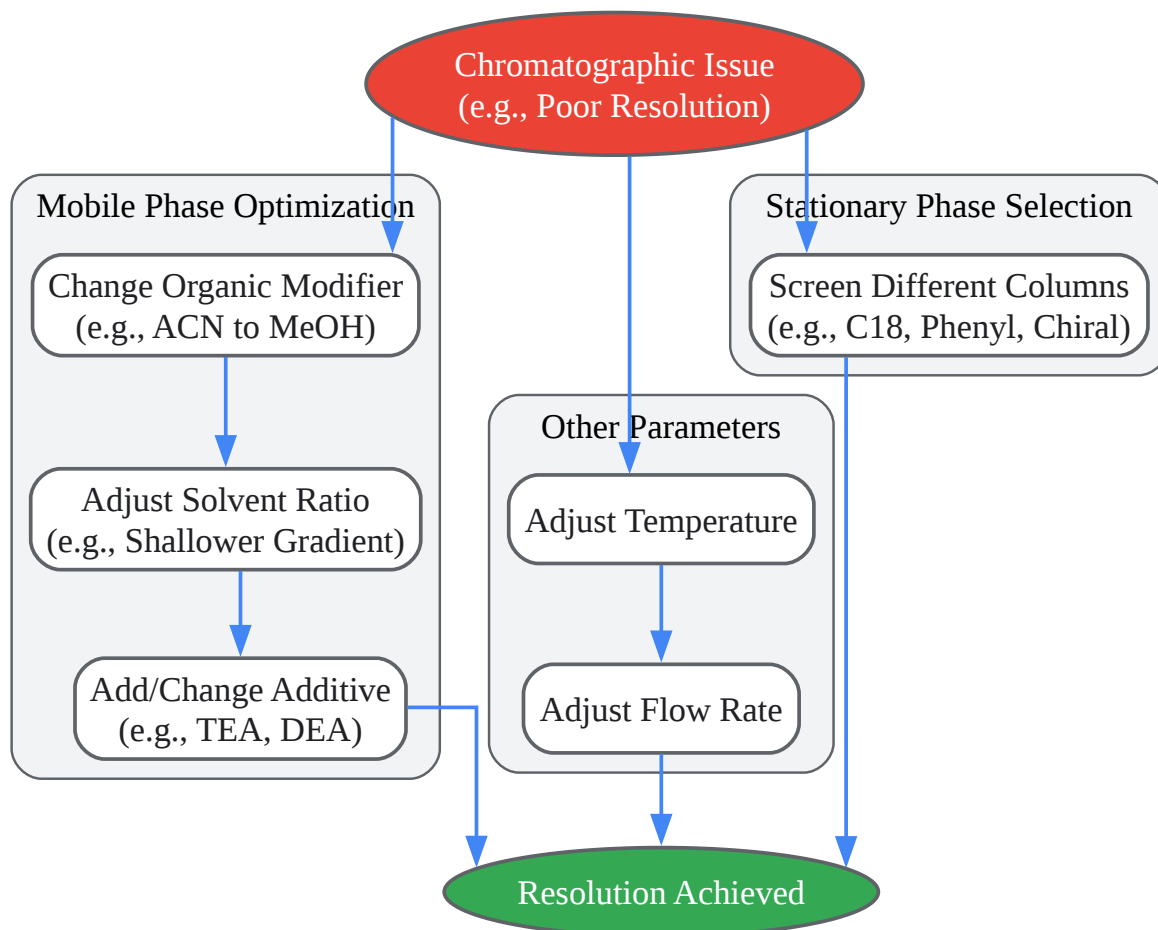 Chromatographic Issue
(e.g., Poor Resolution)
Mobile Phase Optimization
Change Organic Modifier
(e.g., ACN to MeOH)
Adjust Solvent Ratio
(e.g., Shallower Gradient)
Add/Change Additive
(e.g., TEA, DEA)
Other Parameters
Adjust Temperature
Adjust Flow Rate
Stationary Phase Selection
Screen Different Columns
(e.g., C18, Phenyl, Chiral)
Resolution Achieved